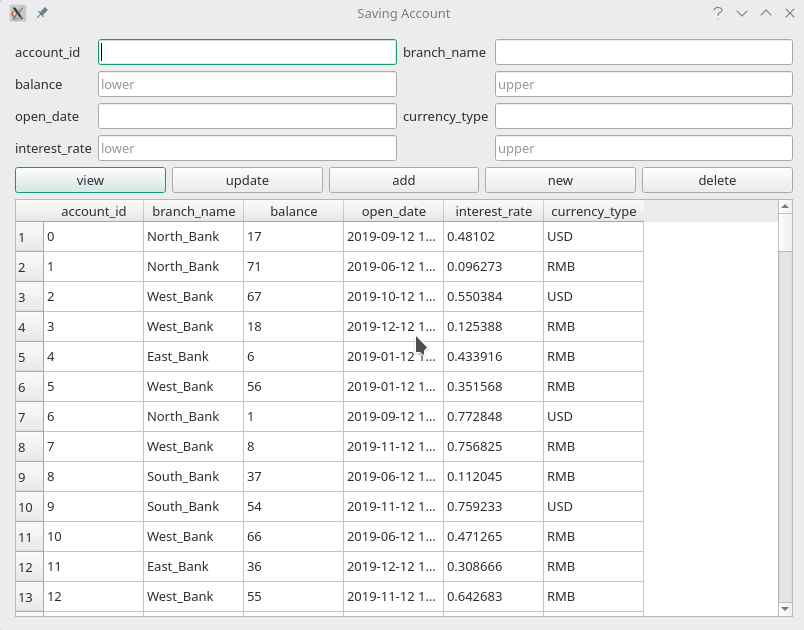 Saving Account
account_id branch_name
balance lower upper
open_date currency_type
interest_rate lower upper
view update add new delete
account_id branch_name balance open_date interest_rate currency_type
1 0 North_Bank 17 2019-09-12 1... 0.48102 USD
2 1 North_Bank 71 2019-06-12 1... 0.096273 RMB
3 2 West_Bank 67 2019-10-12 1... 0.550384 USD
4 3 West_Bank 18 2019-12-12 1... 0.125388 RMB
5 4 East_Bank 6 2019-01-12 1... 0.433916 RMB
6 5 West_Bank 56 2019-01-12 1... 0.351568 RMB
7 6 North_Bank 1 2019-09-12 1... 0.772848 USD
8 7 West_Bank 8 2019-11-12 1... 0.756825 RMB
9 8 South_Bank 37 2019-06-12 1... 0.112045 RMB
10 9 South_Bank 54 2019-11-12 1... 0.759233 USD
11 10 West_Bank 66 2019-06-12 1... 0.471265 RMB
12 11 East_Bank 36 2019-12-12 1... 0.308666 RMB
13 12 West_Bank 55 2019-11-12 1... 0.642683 RMB